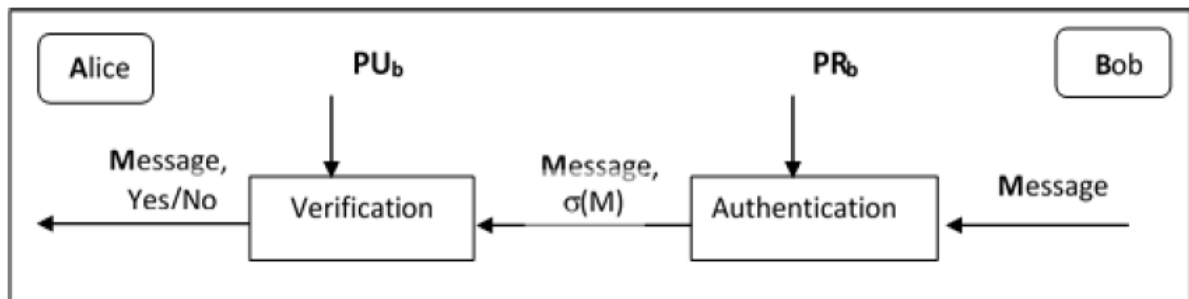 Alice
PUb
PRb
Bob
Message,
Yes/No
Verification
Message,
σ(M)
Authentication
Message